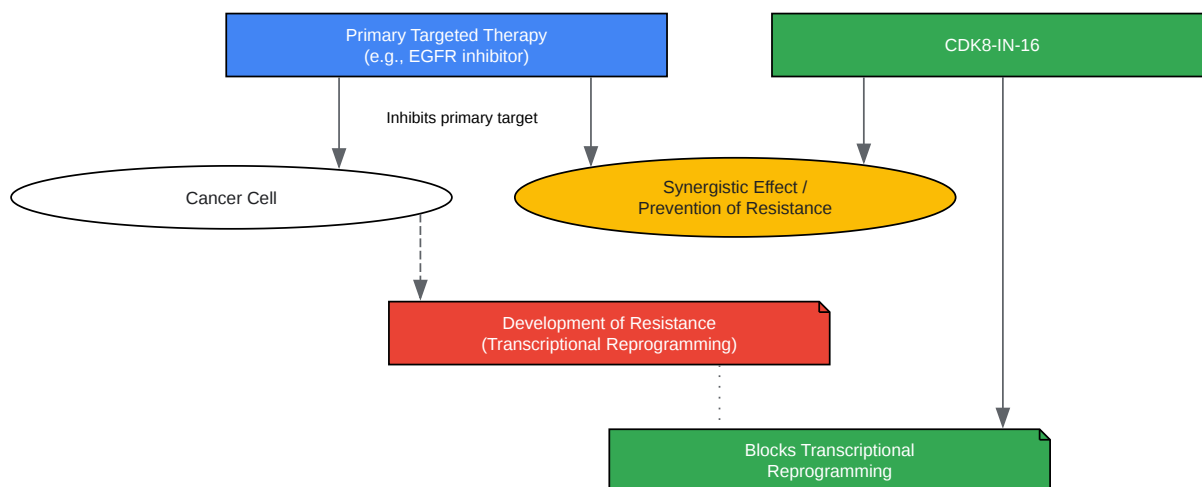 Primary Targeted Therapy
(e.g., EGFR inhibitor)
CDK8-IN-16
Inhibits primary target
Cancer Cell
Synergistic Effect /
Prevention of Resistance
Development of Resistance
(Transcriptional Reprogramming)
Blocks Transcriptional
Reprogramming